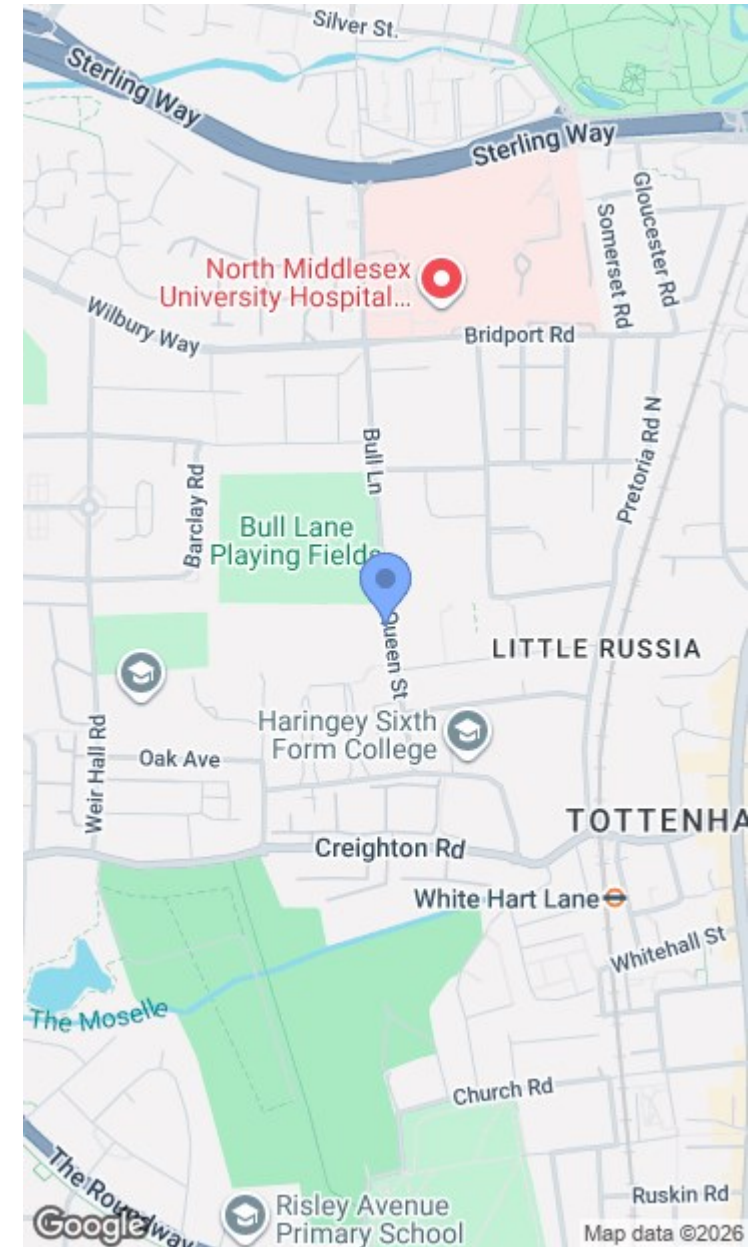 Silver St.
Sterling Way
Sterling Way
Gloucester Rd
Somerset Rd
North Middlesex
University Hospital...
Wilbury Way
Bridport Rd
Bull Ln
Pretoria Rd N
Barclay Rd
Bull Lane
Playing Fields
Queen St
LITTLE RUSSIA
Haringey Sixth
Form College
Weir Hall Rd
Oak Ave
TOTTENHA
Creighton Rd
White Hart Lane
Whitehall St
The Moselle
Church Rd
The Roundway
Risley Avenue
Primary School
Ruskin Rd
Google
Map data ©2026